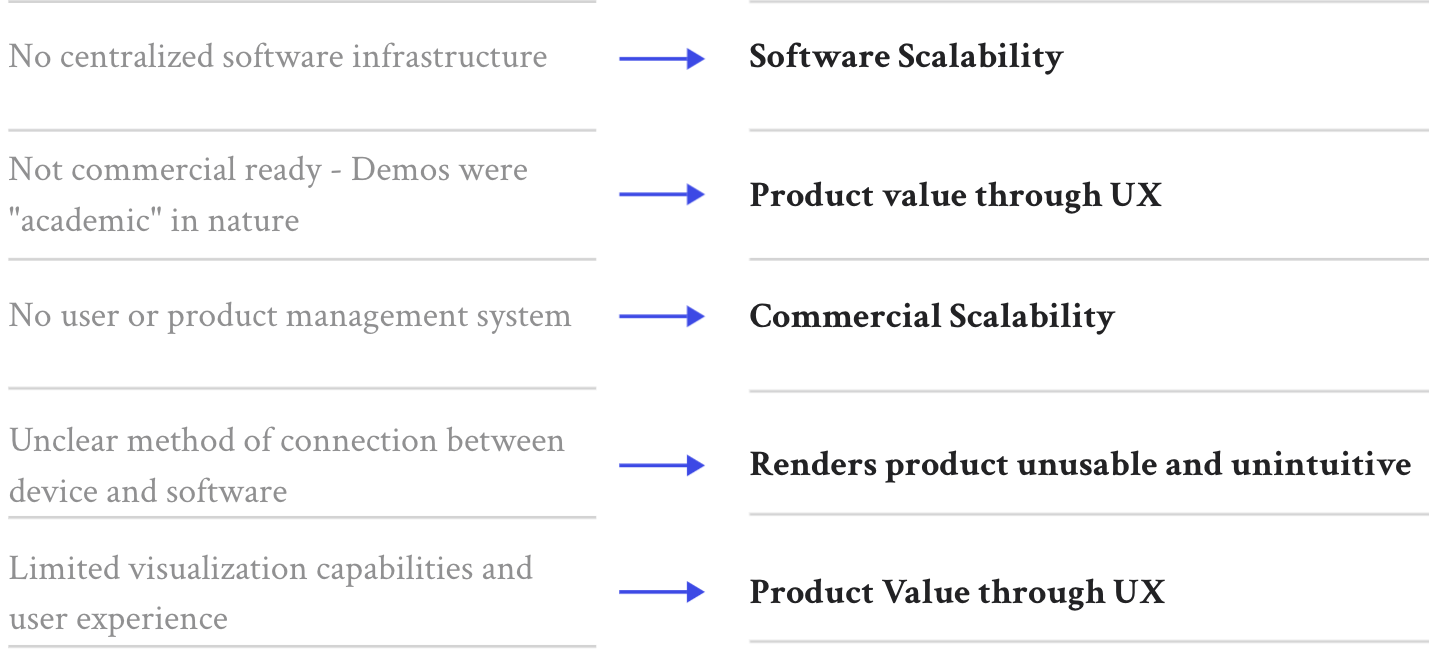 No centralized software infrastructure
Software Scalability
Not commercial ready - Demos were
"academic" in nature
Product value through UX
No user or product management system
Commercial Scalability
Unclear method of connection between
device and software
Renders product unusable and unintuitive
Limited visualization capabilities and
user experience
Product Value through UX